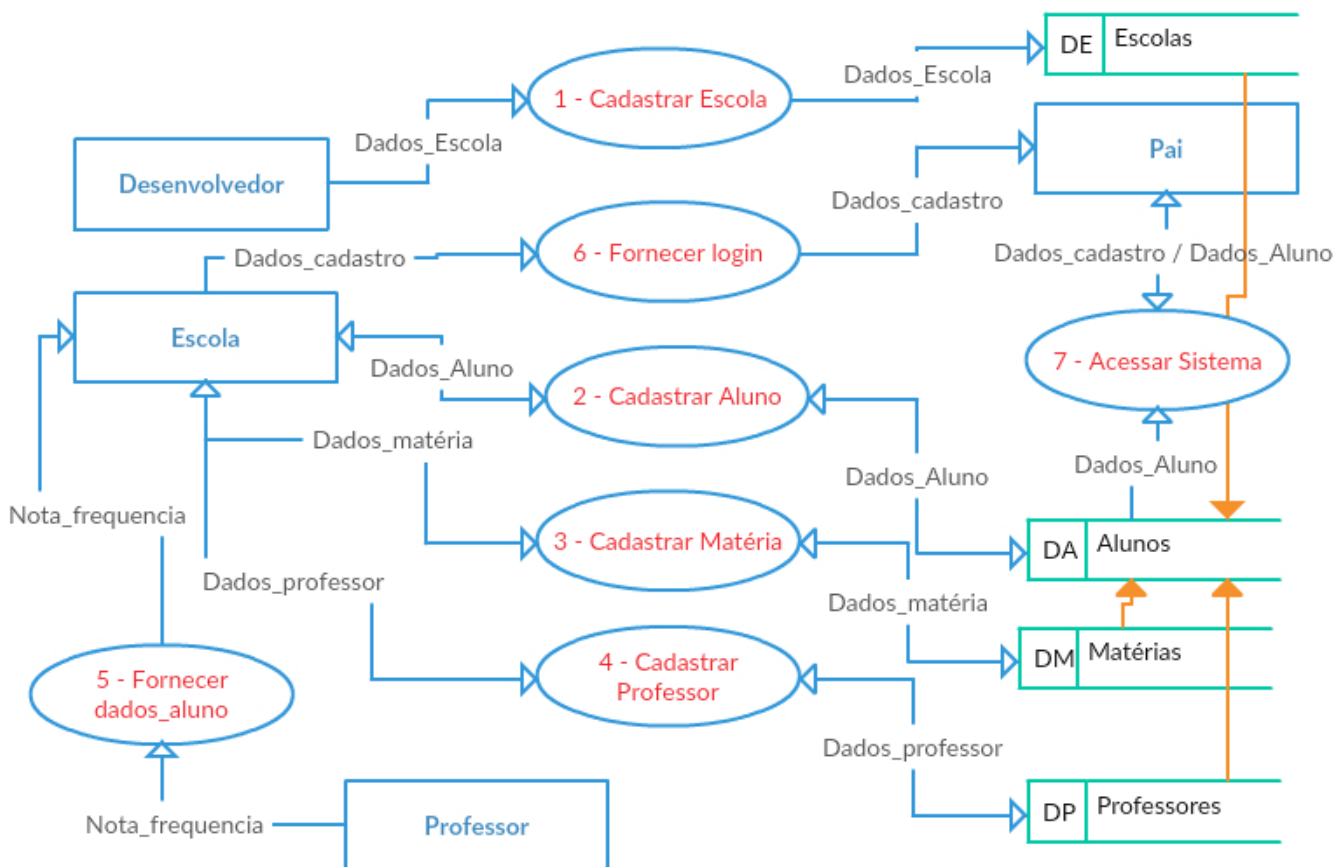 DE
Escolas
1 - Cadastrar Escola
Dados_Escola
Dados_Escola
Desenvolvedor
Pai
Dados_cadastro
6 - Fornecer login
Dados_cadastro
Dados_cadastro / Dados_Aluno
Escola
Dados_Aluno
2 - Cadastrar Aluno
7 - Acessar Sistema
Dados_matéria
Dados_Aluno
Dados_Aluno
Nota_frequencia
3 - Cadastrar Matéria
DA
Alunos
Dados_professor
Dados_matéria
DM
Matérias
4 - Cadastrar
Professor
5 - Fornecer
dados_aluno
Dados_professor
DP
Professores
Nota_frequencia
Professor